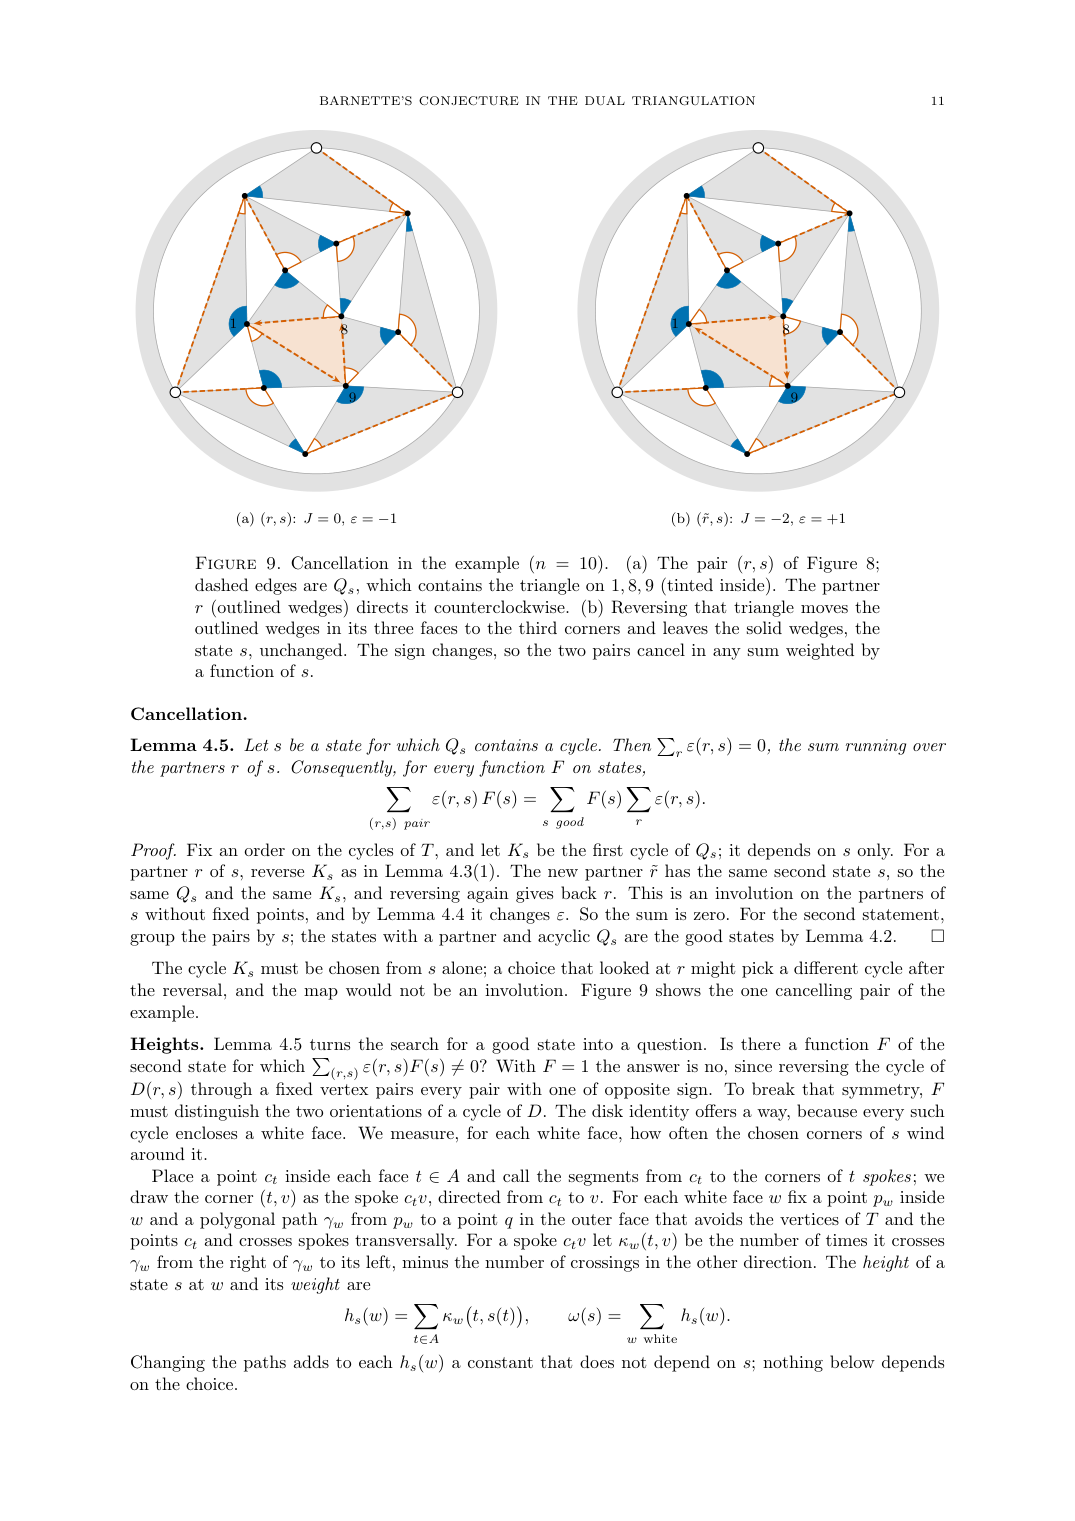 BARNETTE'S CONJECTURE IN THE DUAL TRIANGULATION 11
1 8 9
1 8 9
(a) (r, s): J = 0, ε = −1
(b) (r̃, s): J = −2, ε = +1
FIGURE 9. Cancellation in the example (n = 10). (a) The pair (r, s) of Figure 8;
dashed edges are Qₛ, which contains the triangle on 1, 8, 9 (tinted inside). The partner
r (outlined wedges) directs it counterclockwise. (b) Reversing that triangle moves the
outlined wedges in its three faces to the third corners and leaves the solid wedges, the
state s, unchanged. The sign changes, so the two pairs cancel in any sum weighted by
a function of s.
Cancellation.
Lemma 4.5. Let s be a state for which Qₛ contains a cycle. Then ∑ᵣ ε(r, s) = 0, the sum running over
the partners r of s. Consequently, for every function F on states,
∑_{(r,s) pair} ε(r, s) F(s) = ∑_{s good} F(s) ∑_r ε(r, s).
Proof. Fix an order on the cycles of T, and let Kₛ be the first cycle of Qₛ; it depends on s only. For a
partner r of s, reverse Kₛ as in Lemma 4.3(1). The new partner r̃ has the same second state s, so the
same Qₛ and the same Kₛ, and reversing again gives back r. This is an involution on the partners of
s without fixed points, and by Lemma 4.4 it changes ε. So the sum is zero. For the second statement,
group the pairs by s; the states with a partner and acyclic Qₛ are the good states by Lemma 4.2. □
The cycle Kₛ must be chosen from s alone; a choice that looked at r might pick a different cycle after
the reversal, and the map would not be an involution. Figure 9 shows the one cancelling pair of the
example.
Heights. Lemma 4.5 turns the search for a good state into a question. Is there a function F of the
second state for which ∑_{(r,s)} ε(r, s)F(s) ≠ 0? With F = 1 the answer is no, since reversing the cycle of
D(r, s) through a fixed vertex pairs every pair with one of opposite sign. To break that symmetry, F
must distinguish the two orientations of a cycle of D. The disk identity offers a way, because every such
cycle encloses a white face. We measure, for each white face, how often the chosen corners of s wind
around it.
Place a point cₜ inside each face t ∈ A and call the segments from cₜ to the corners of t spokes; we
draw the corner (t, v) as the spoke cₜv, directed from cₜ to v. For each white face w fix a point p_w inside
w and a polygonal path γ_w from p_w to a point q in the outer face that avoids the vertices of T and the
points cₜ and crosses spokes transversally. For a spoke cₜv let κ_w(t, v) be the number of times it crosses
γ_w from the right of γ_w to its left, minus the number of crossings in the other direction. The height of a
state s at w and its weight are
hₛ(w) = ∑_{t∈A} κ_w(t, s(t)), ω(s) = ∑_{w white} hₛ(w).
Changing the paths adds to each hₛ(w) a constant that does not depend on s; nothing below depends
on the choice.